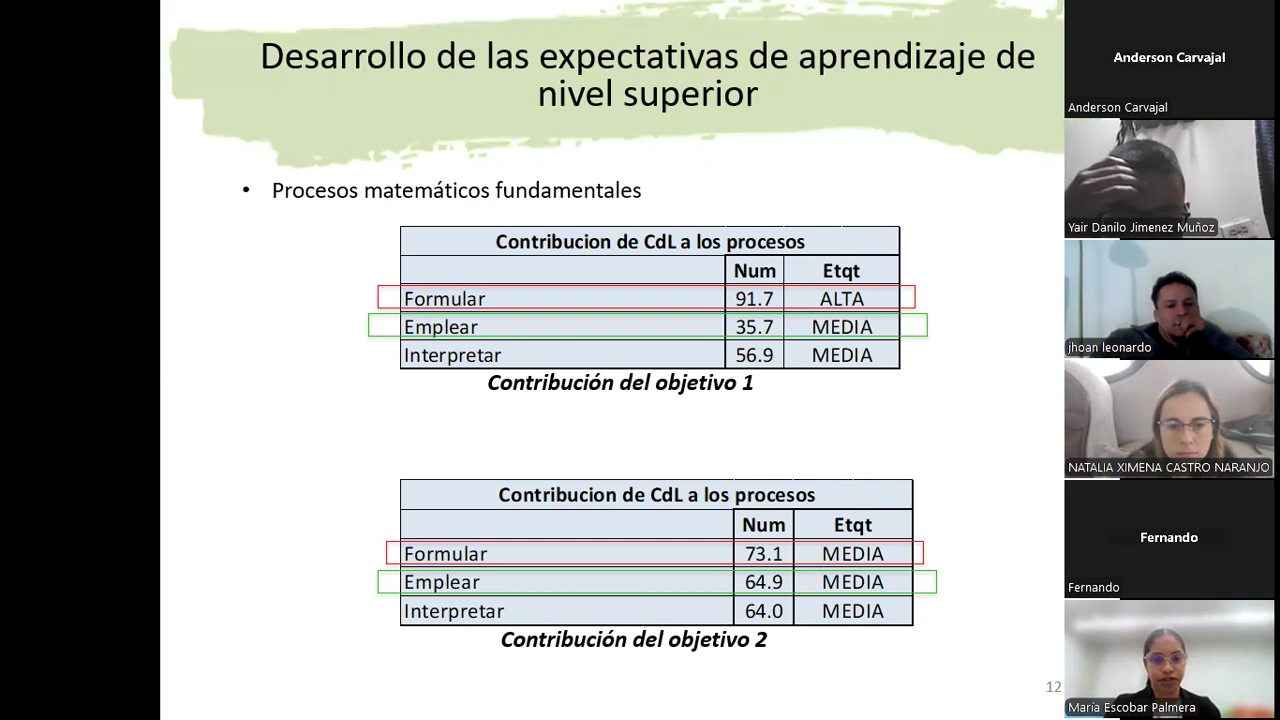 Desarrollo de las expectativas de aprendizaje de
nivel superior
• Procesos matemáticos fundamentales
Contribucion de CdL a los procesos
Num Etqt
Formular 91.7 ALTA
Emplear 35.7 MEDIA
Interpretar 56.9 MEDIA
Contribución del objetivo 1
Contribucion de CdL a los procesos
Num Etqt
Formular 73.1 MEDIA
Emplear 64.9 MEDIA
Interpretar 64.0 MEDIA
Contribución del objetivo 2
12
Anderson Carvajal
Anderson Carvajal
Yair Danilo Jimenez Muñoz
jhoan leonardo
NATALIA XIMENA CASTRO NARANJO
Fernando
Fernando
María Escobar Palmera